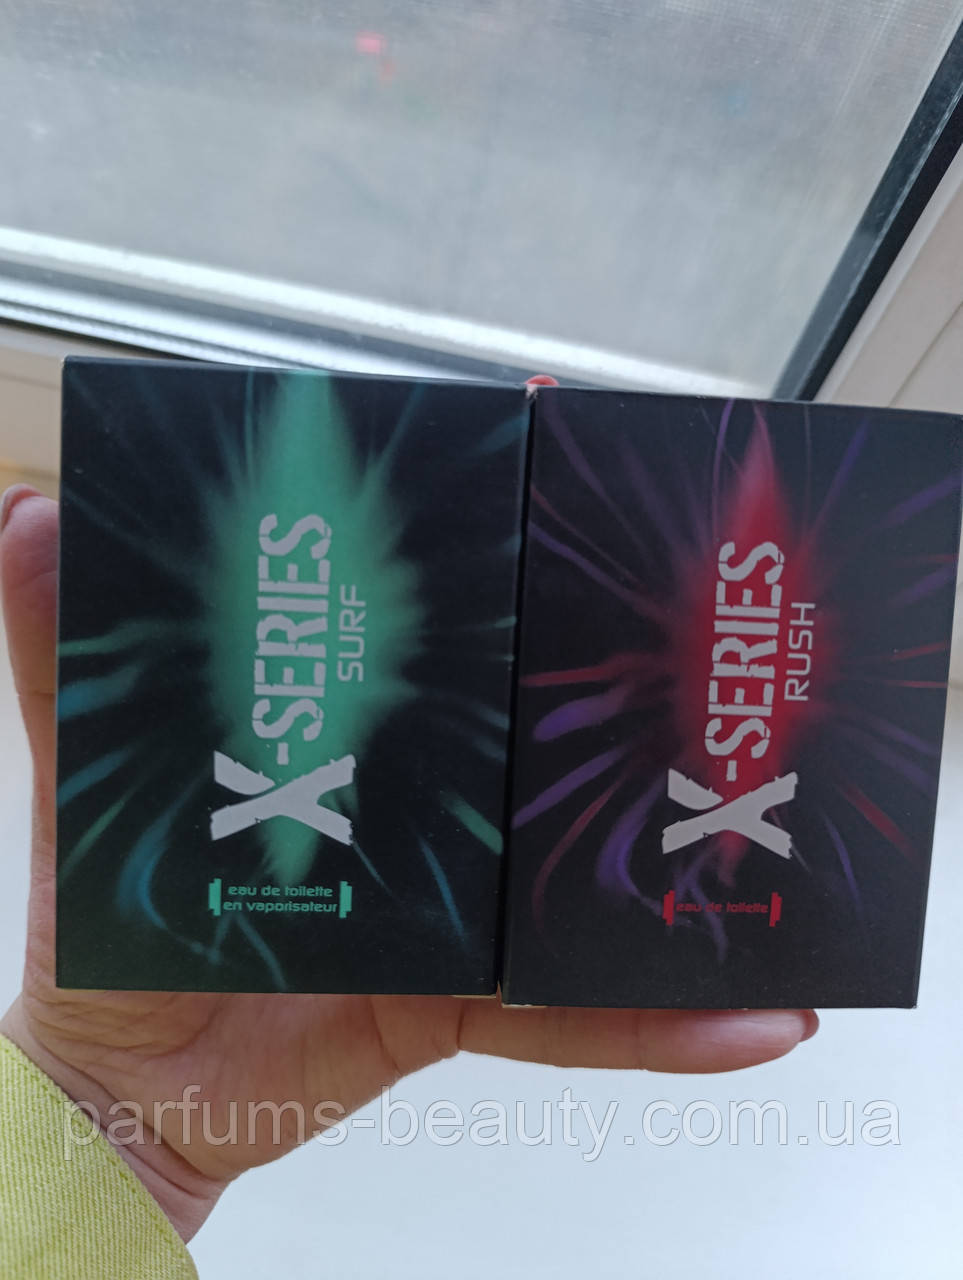 X-SERIES
SURF
eau de toilette
en vaporisateur
X-SERIES
RUSH
eau de toilette
parfums-beauty.com.ua